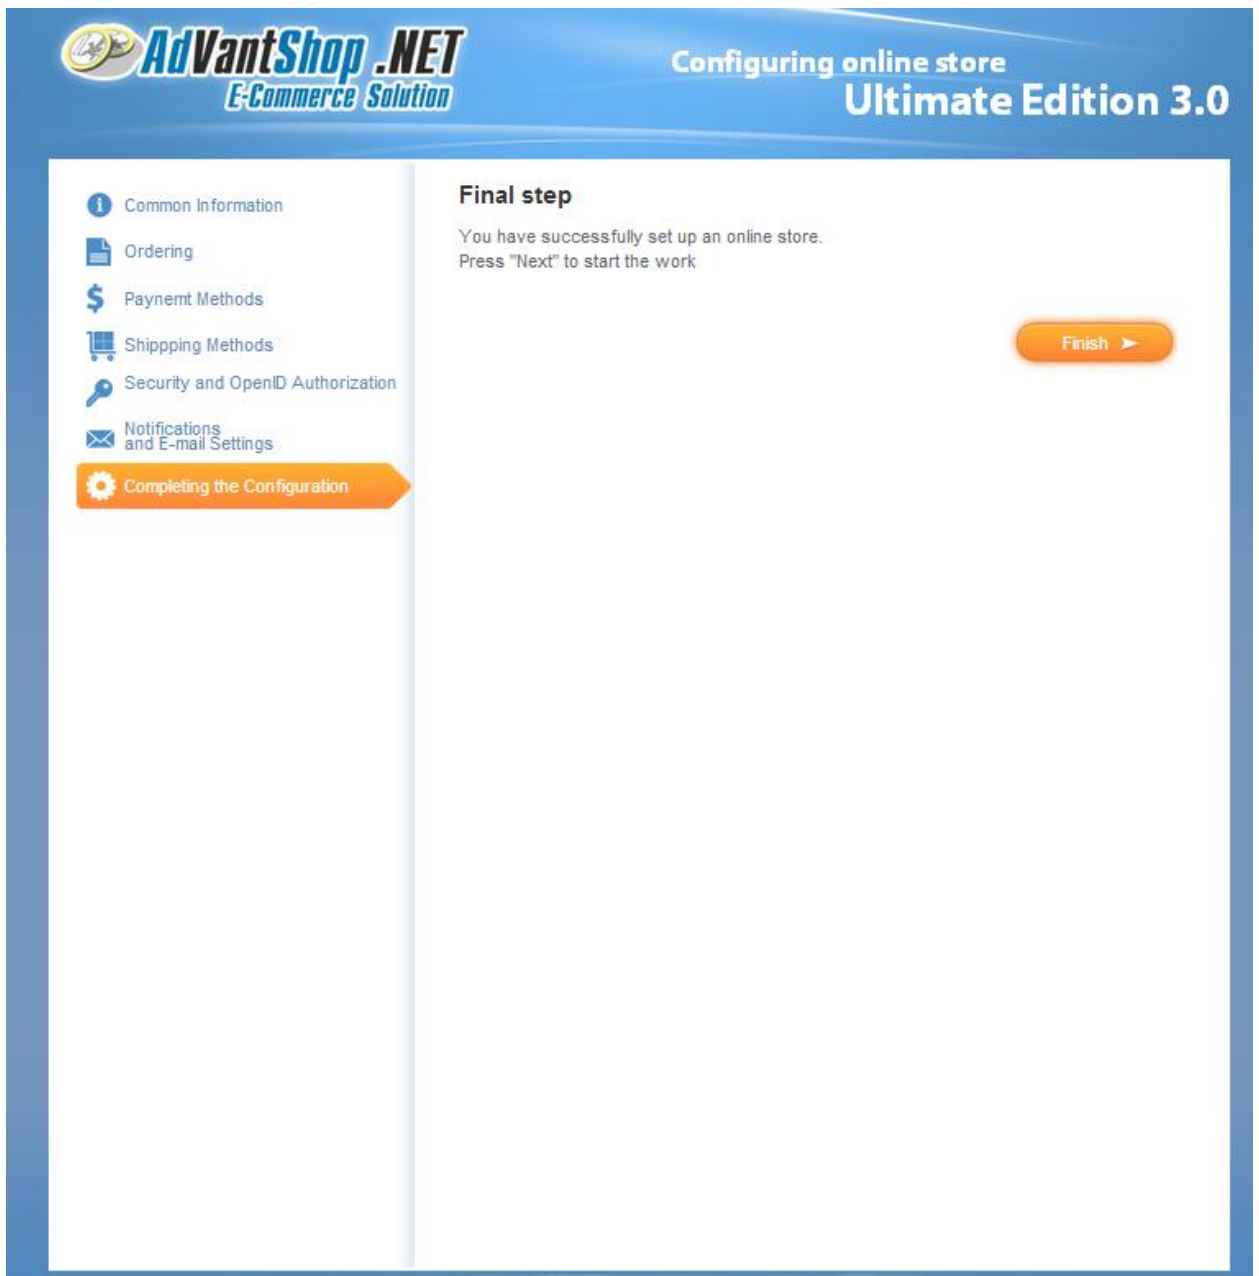 AdVantShop .NET
E-Commerce Solution
Configuring online store
Ultimate Edition 3.0
Common Information
Ordering
Paynemt Methods
Shippping Methods
Security and OpenID Authorization
Notifications
and E-mail Settings
Completing the Configuration
Final step
You have successfully set up an online store.
Press "Next" to start the work
Finish